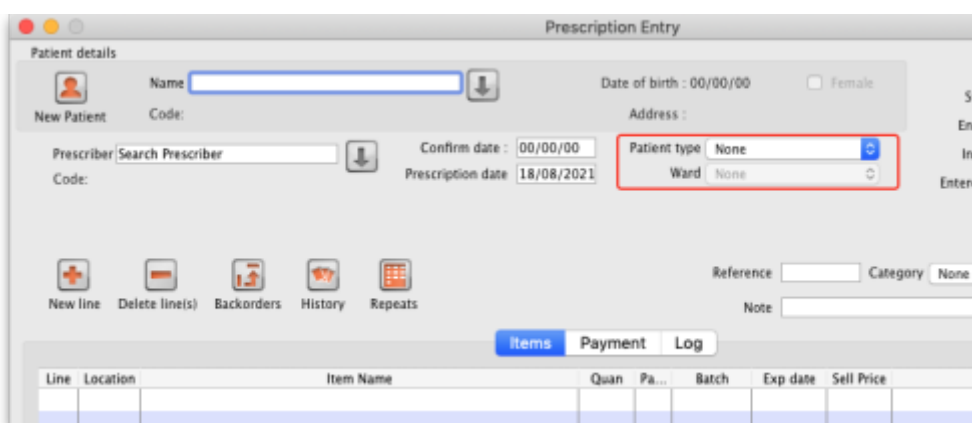 Prescription Entry
Patient details
Name
Date of birth : 00/00/00
Female
New Patient
Code:
Address :
S
En
Prescriber Search Prescriber
Confirm date : 00/00/00
Patient type None
In
Code:
Prescription date 18/08/2021
Ward None
Enter
Reference
Category None
New line Delete line(s) Backorders History Repeats
Note
Items Payment Log
Line Location Item Name Quan Pa... Batch Exp date Sell Price